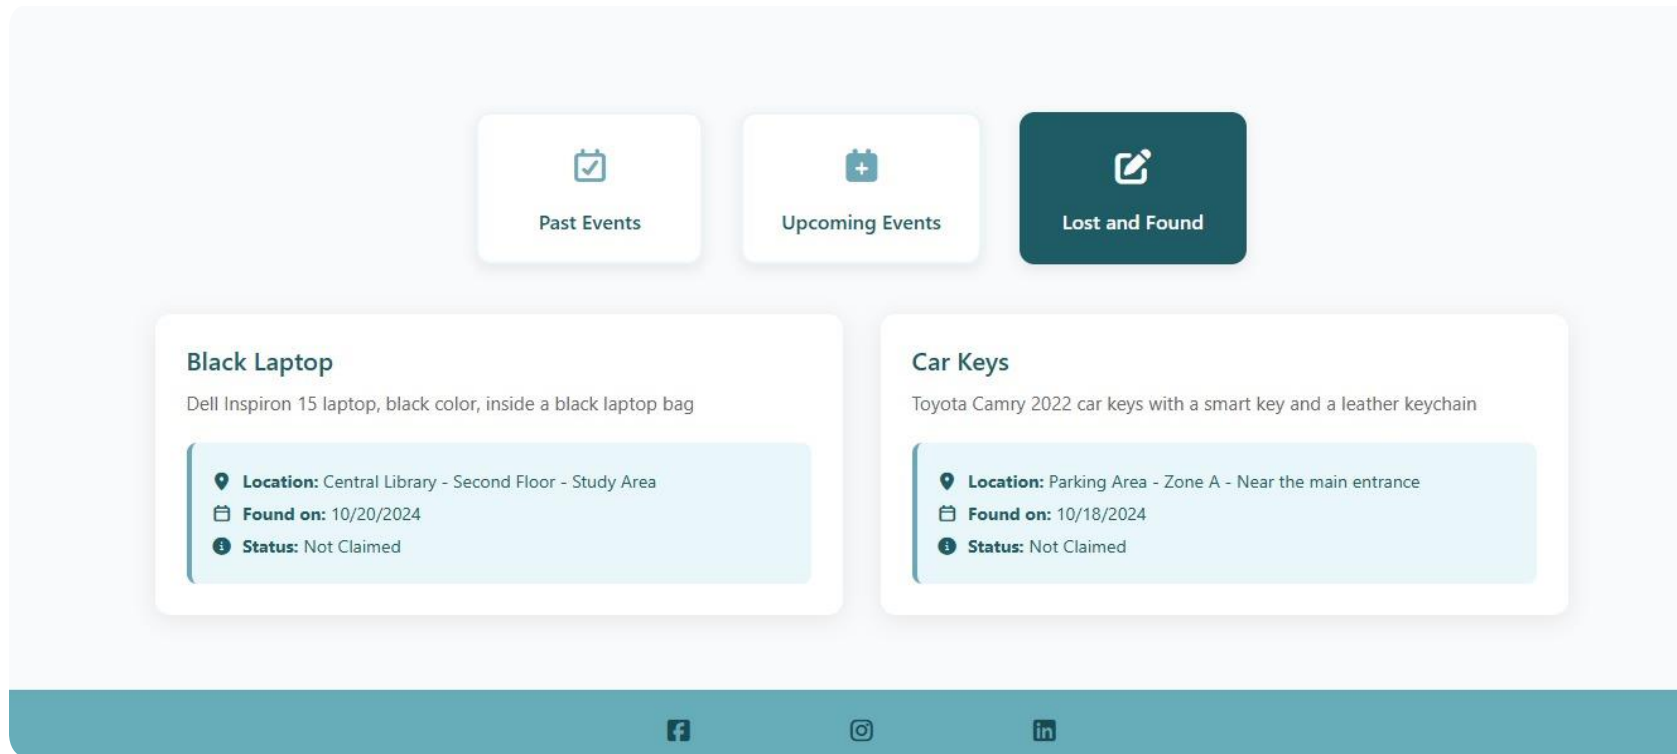 Past Events
Upcoming Events
Lost and Found
Black Laptop
Dell Inspiron 15 laptop, black color, inside a black laptop bag
Location: Central Library - Second Floor - Study Area
Found on: 10/20/2024
Status: Not Claimed
Car Keys
Toyota Camry 2022 car keys with a smart key and a leather keychain
Location: Parking Area - Zone A - Near the main entrance
Found on: 10/18/2024
Status: Not Claimed